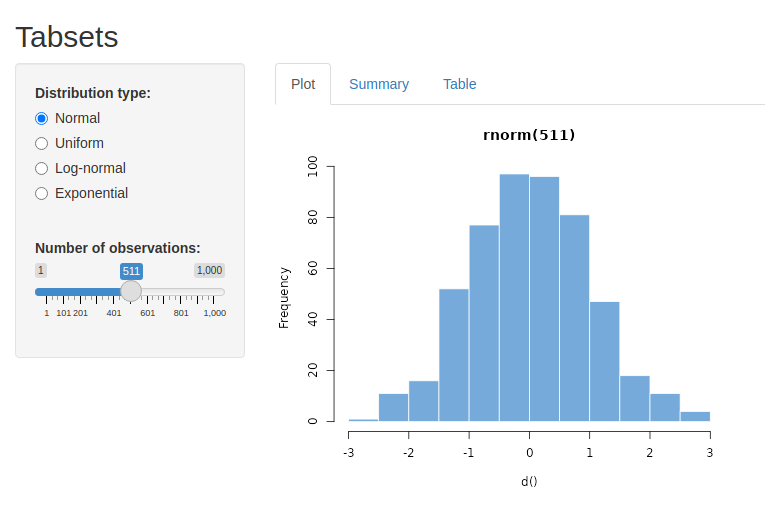 Tabsets
Distribution type:
Normal
Uniform
Log-normal
Exponential
Number of observations:
1 511 1,000
1 101 201 401 601 801 1,000
Plot Summary Table
rnorm(511)
Frequency
100
80
60
40
20
0
-3 -2 -1 0 1 2 3
d()